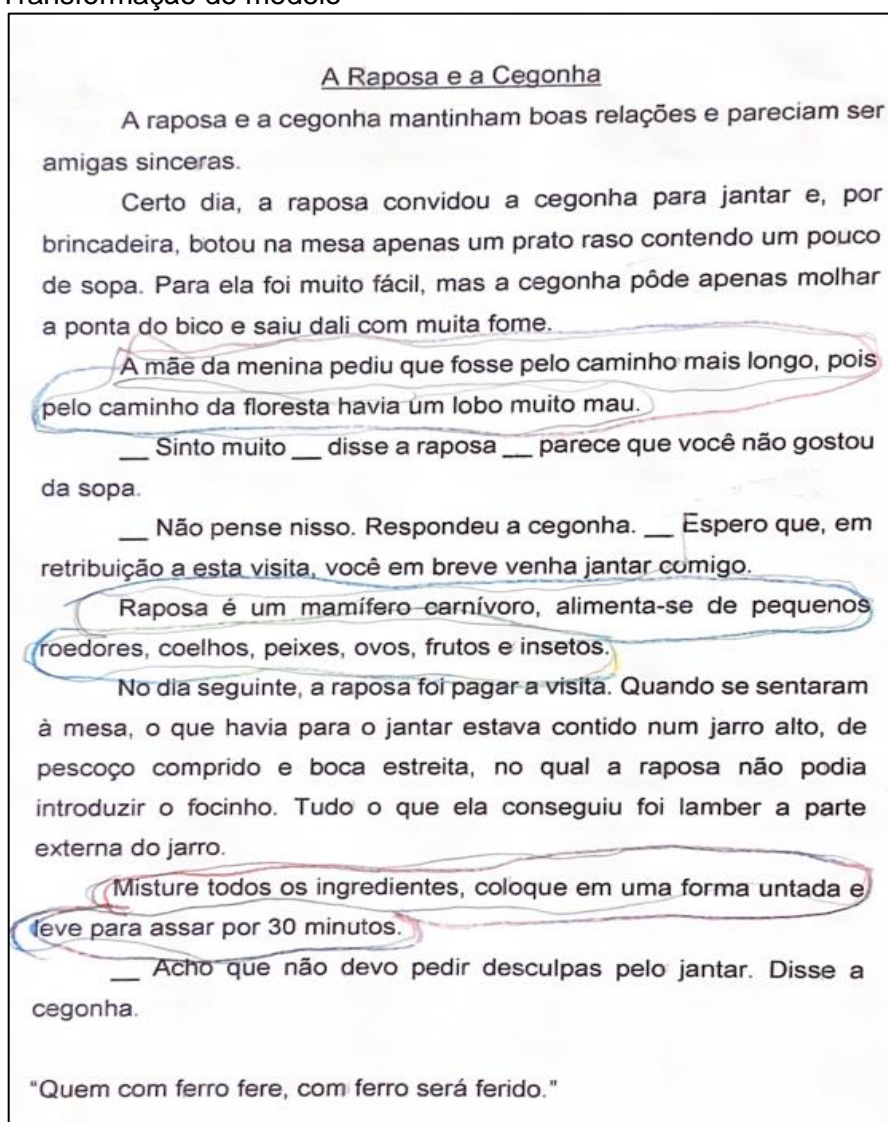 Transformação do modelo
A Raposa e a Cegonha
A raposa e a cegonha mantinham boas relações e pareciam ser
amigas sinceras.
Certo dia, a raposa convidou a cegonha para jantar e, por
brincadeira, botou na mesa apenas um prato raso contendo um pouco
de sopa. Para ela foi muito fácil, mas a cegonha pôde apenas molhar
a ponta do bico e saiu dali com muita fome.
A mãe da menina pediu que fosse pelo caminho mais longo, pois
pelo caminho da floresta havia um lobo muito mau.
__ Sinto muito __ disse a raposa __ parece que você não gostou
da sopa.
__ Não pense nisso. Respondeu a cegonha. __ Espero que, em
retribuição a esta visita, você em breve venha jantar comigo.
Raposa é um mamífero carnívoro, alimenta-se de pequenos
roedores, coelhos, peixes, ovos, frutos e insetos.
No dia seguinte, a raposa foi pagar a visita. Quando se sentaram
à mesa, o que havia para o jantar estava contido num jarro alto, de
pescoço comprido e boca estreita, no qual a raposa não podia
introduzir o focinho. Tudo o que ela conseguiu foi lamber a parte
externa do jarro.
Misture todos os ingredientes, coloque em uma forma untada e
leve para assar por 30 minutos.
__ Acho que não devo pedir desculpas pelo jantar. Disse a
cegonha.
“Quem com ferro fere, com ferro será ferido.”